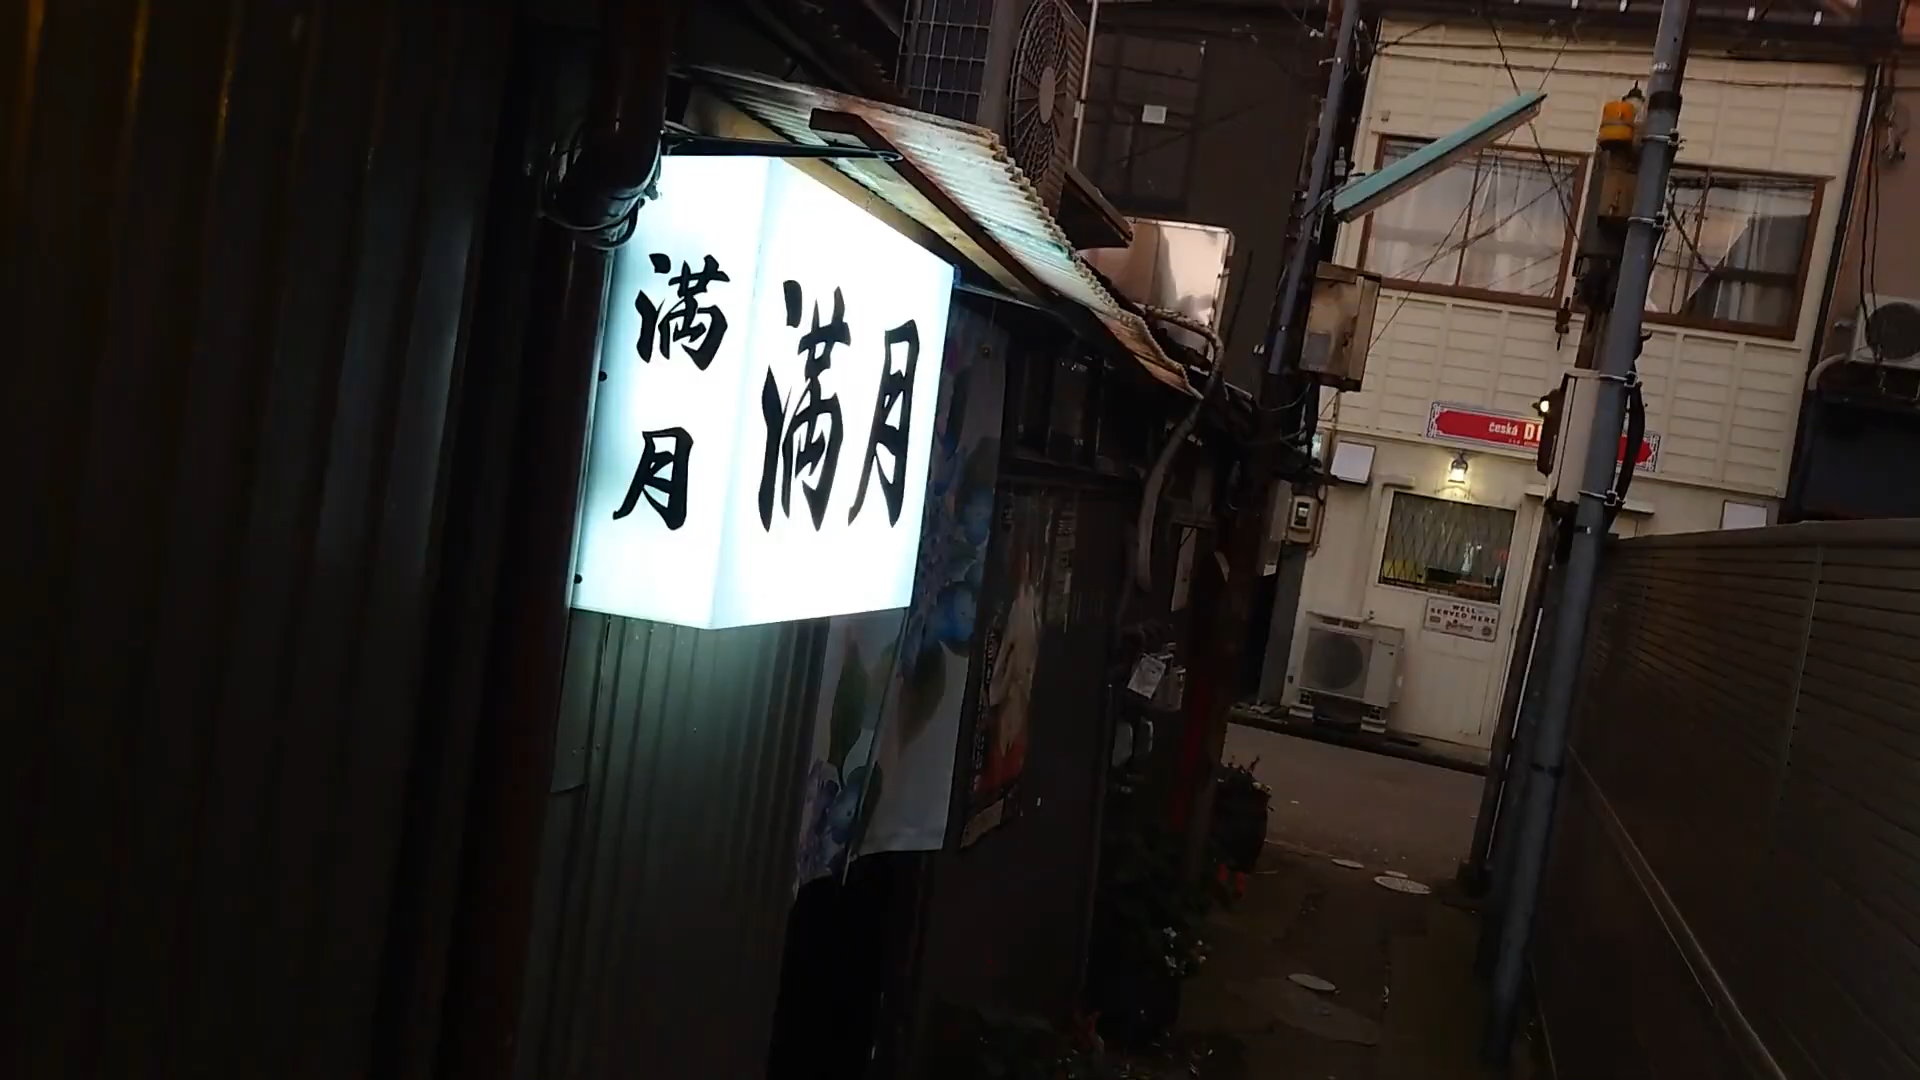 満月
満月
česká
WELL
SERVED HERE